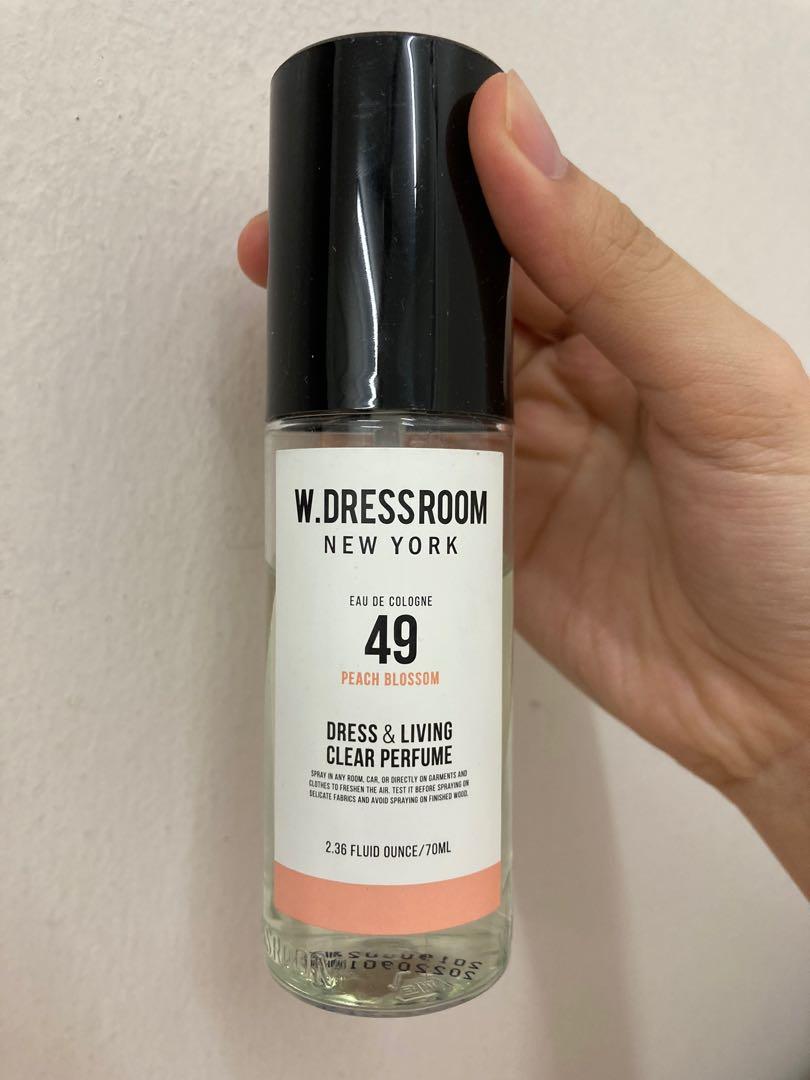 W.DRESSROOM
NEW YORK
EAU DE COLOGNE
49
PEACH BLOSSOM
DRESS & LIVING
CLEAR PERFUME
SPRAY IN ANY ROOM, CAR, OR DIRECTLY ON GARMENTS AND
CLOTHES TO FRESHEN THE AIR. TEST IT BEFORE SPRAYING ON
DELICATE FABRICS AND AVOID SPRAYING ON FINISHED WOOD.
2.36 FLUID OUNCE/70ML
20190902
20220901